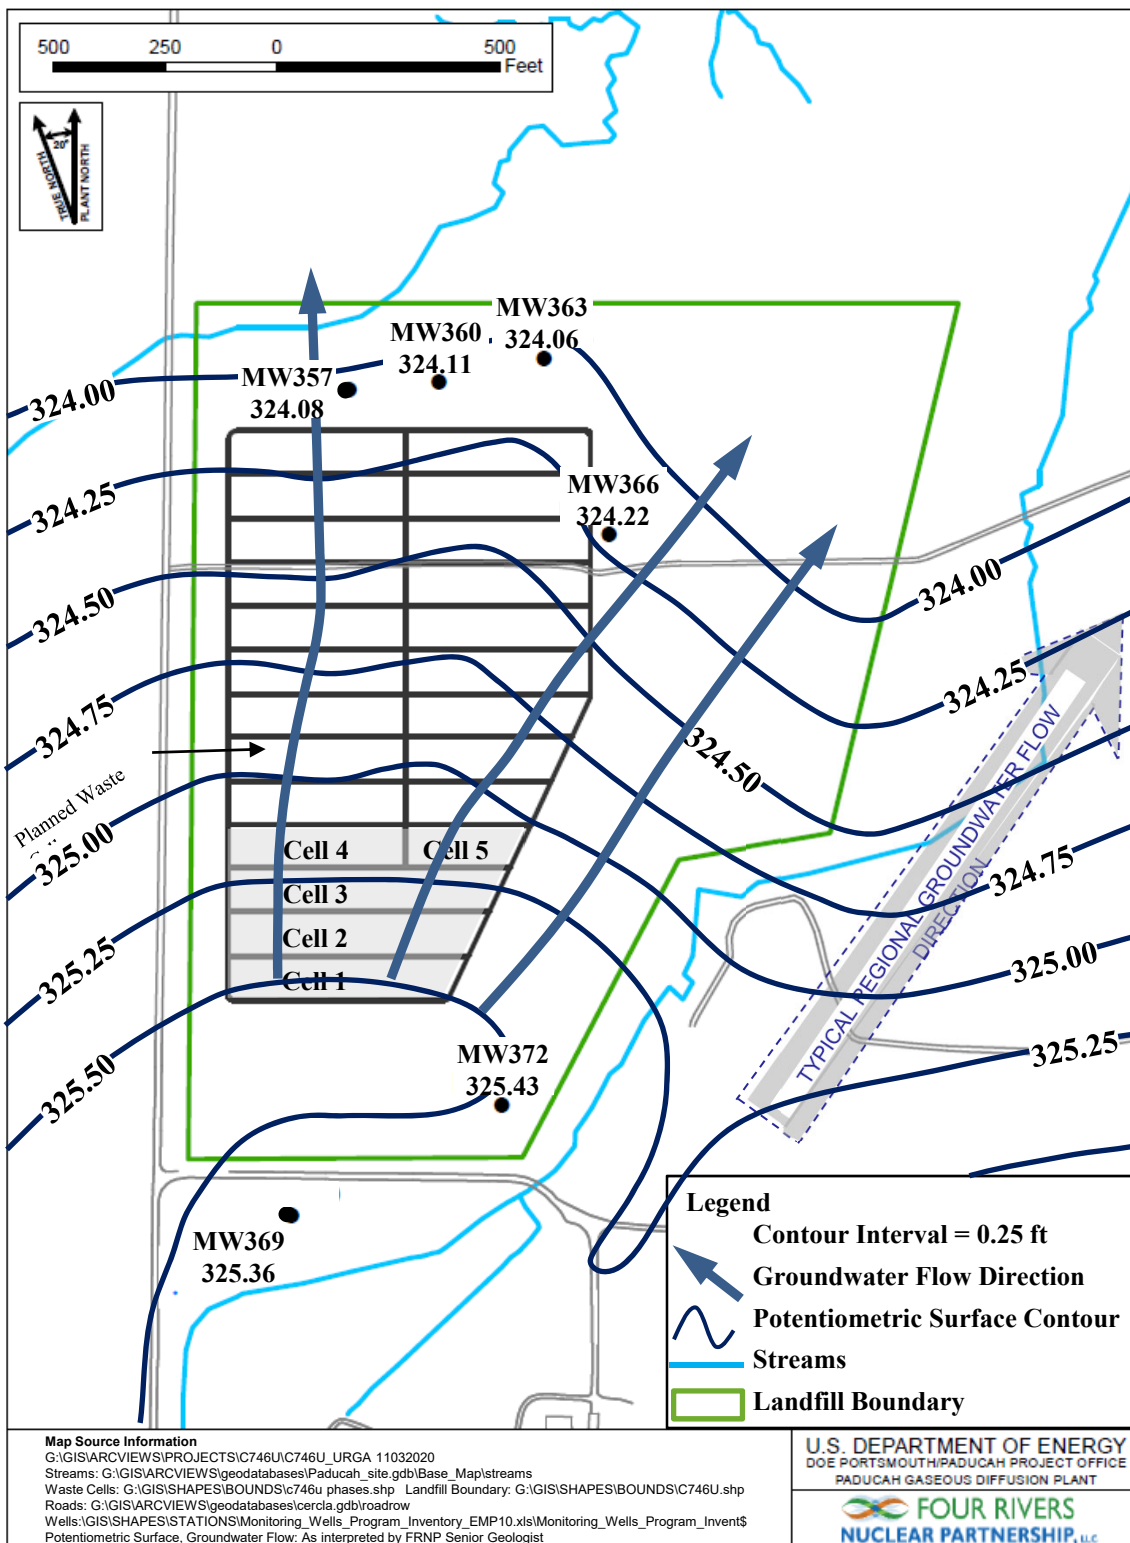 500 250 0 500
Feet
20°
TRUE NORTH
PLANT NORTH
MW363
324.06
MW360
324.11
MW357
324.08
324.00
324.25
MW366
324.22
324.50
324.00
324.75
324.25
324.50
Planned Waste
325.00
Cell 4
Cell 5
Cell 3
Cell 2
Cell 1
324.75
325.00
325.25
325.25
325.50
TYPICAL REGIONAL GROUNDWATER FLOW
DIRECTION
MW372
325.43
MW369
325.36
Legend
Contour Interval = 0.25 ft
Groundwater Flow Direction
Potentiometric Surface Contour
Streams
Landfill Boundary
Map Source Information
G:\GIS\ARCVIEWS\PROJECTS\C746U\C746U_URGA 11032020
Streams: G:\GIS\ARCVIEWS\geodatabases\Paducah_site.gdb\Base_Map\streams
Waste Cells: G:\GIS\SHAPES\BOUNDS\c746u phases.shp Landfill Boundary: G:\GIS\SHAPES\BOUNDS\C746U.shp
Roads: G:\GIS\ARCVIEWS\geodatabases\cercla.gdb\roadrow
Wells:\GIS\SHAPES\STATIONS\Monitoring_Wells_Program_Inventory_EMP10.xls\Monitoring_Wells_Program_Invent$
Potentiometric Surface, Groundwater Flow: As interpreted by FRNP Senior Geologist
U.S. DEPARTMENT OF ENERGY
DOE PORTSMOUTH/PADUCAH PROJECT OFFICE
PADUCAH GASEOUS DIFFUSION PLANT
FOUR RIVERS
NUCLEAR PARTNERSHIP, LLC